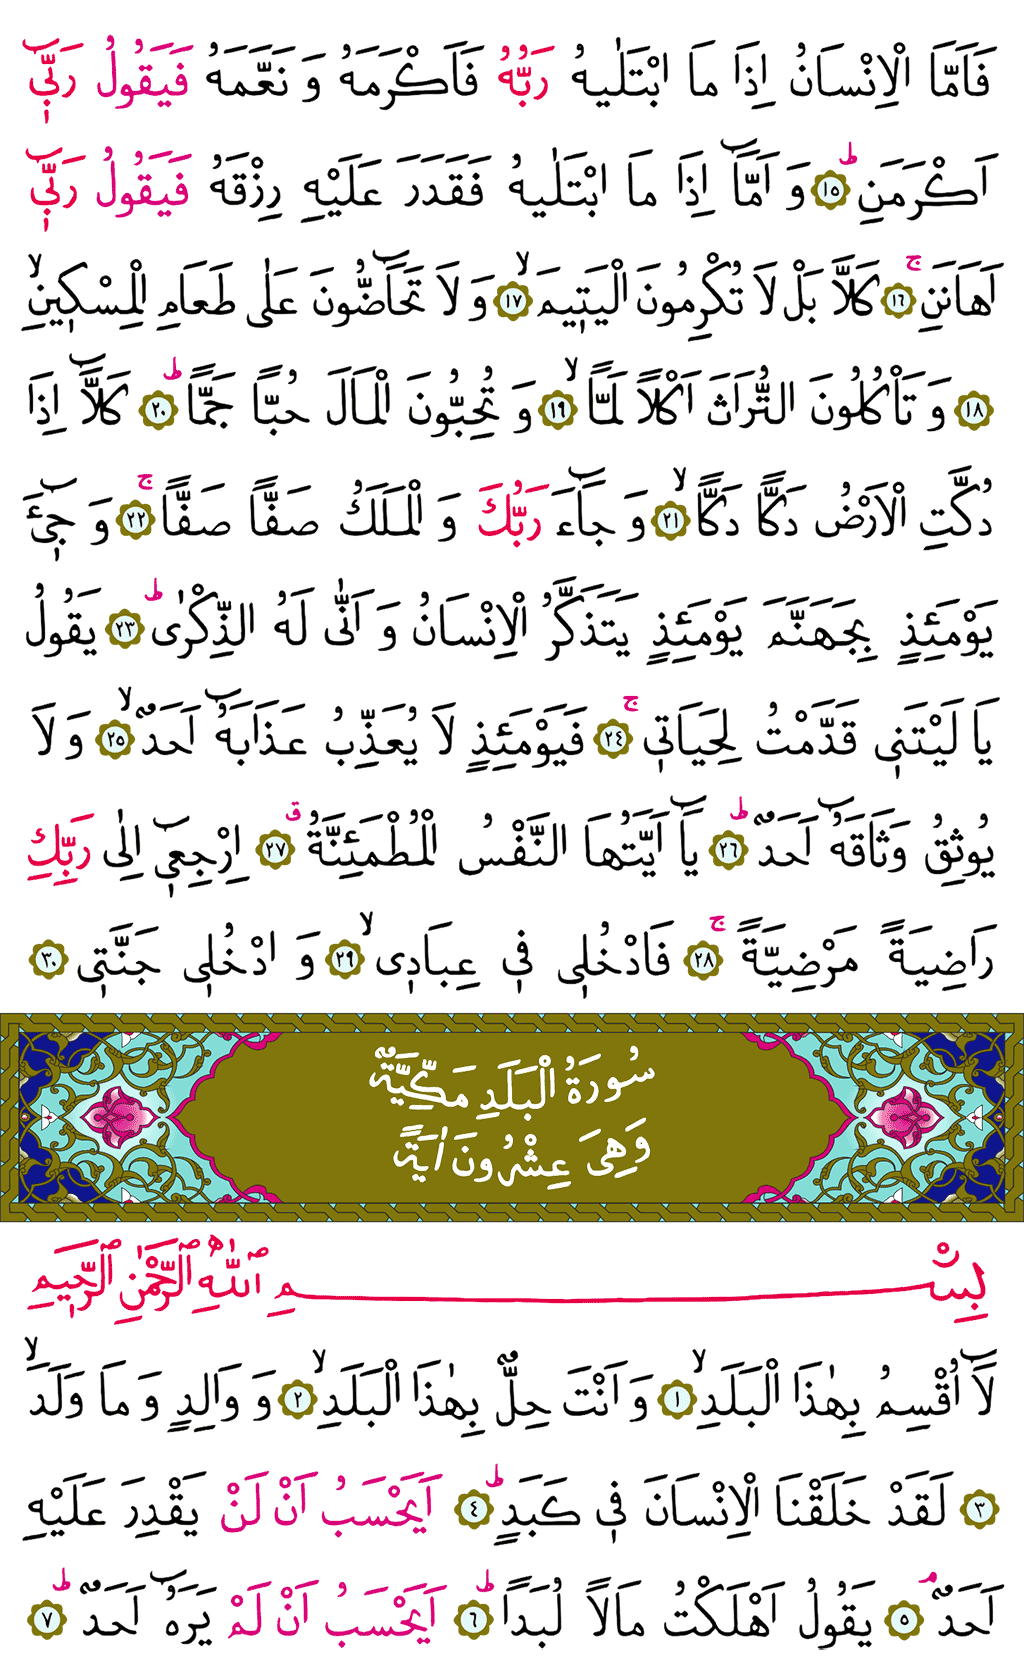 فَاَمَّا الْاِنْسَانُ اِذَا مَا ابْتَلٰيهُ رَبُّهُ فَاَكْرَمَهُ وَ نَعَّمَهُ فَيَقُولُ رَبّٖٓي
اَكْرَمَنِؕ ﴿١٥﴾ وَ اَمَّٓا اِذَا مَا ابْتَلٰيهُ فَقَدَرَ عَلَيْهِ رِزْقَهُ فَيَقُولُ رَبّٖٓي
اَهَانَنِۚ ﴿١٦﴾ كَلَّا بَلْ لَا تُكْرِمُونَ الْيَتٖيمَۙ ﴿١٧﴾ وَ لَا تَحَٓاضُّونَ عَلٰى طَعَامِ الْمِسْكٖينِۙ
﴿١٨﴾ وَ تَاْكُلُونَ التُّرَاثَ اَكْلًا لَمًّاۙ ﴿١٩﴾ وَ تُحِبُّونَ الْمَالَ حُبًّا جَمًّاؕ ﴿٢٠﴾ كَلَّٓا اِذَا
دُكَّتِ الْاَرْضُ دَكًّا دَكًّاۙ ﴿٢١﴾ وَ جَٓاءَ رَبُّكَ وَ الْمَلَكُ صَفًّا صَفًّاۚ ﴿٢٢﴾ وَ جٖٓيئَ
يَوْمَئِذٍ بِجَهَنَّمَ يَوْمَئِذٍ يَتَذَكَّرُ الْاِنْسَانُ وَ اَنّٰى لَهُ الذِّكْرٰىؕ ﴿٢٣﴾ يَقُولُ
يَا لَيْتَنٖى قَدَّمْتُ لِحَيَاتٖيۚ ﴿٢٤﴾ فَيَوْمَئِذٍ لَا يُعَذِّبُ عَذَابَهُٓ اَحَدٌۙ ﴿٢٥﴾ وَ لَا
يُوثِقُ وَثَاقَهُٓ اَحَدٌؕ ﴿٢٦﴾ يَٓا اَيَّتُهَا النَّفْسُ الْمُطْمَئِنَّةُۗ ﴿٢٧﴾ اِرْجِعٖٓي اِلٰى رَبِّكِ
رَاضِيَةً مَرْضِيَّةًۚ ﴿٢٨﴾ فَادْخُلٖي فٖي عِبَادٖيۙ ﴿٢٩﴾ وَ ادْخُلٖي جَنَّتٖي ﴿٣٠﴾
سُورَةُ الْبَلَدِ مَكِّيَّةٌ
وَهِىَ عِشْرُونَ اٰيَةً
بِسْمِ اللّٰهِ الرَّحْمٰنِ الرَّحٖيمِ
لَٓا اُقْسِمُ بِهٰذَا الْبَلَدِۙ ﴿١﴾ وَ اَنْتَ حِلٌّ بِهٰذَا الْبَلَدِۙ ﴿٢﴾ وَ وَالِدٍ وَ مَا وَلَدَۙ
﴿٣﴾ لَقَدْ خَلَقْنَا الْاِنْسَانَ فٖي كَبَدٍؕ ﴿٤﴾ اَيَحْسَبُ اَنْ لَنْ يَقْدِرَ عَلَيْهِ
اَحَدٌۢ ﴿٥﴾ يَقُولُ اَهْلَكْتُ مَالًا لُبَدًاؕ ﴿٦﴾ اَيَحْسَبُ اَنْ لَمْ يَرَهُٓ اَحَدٌؕ ﴿٧﴾